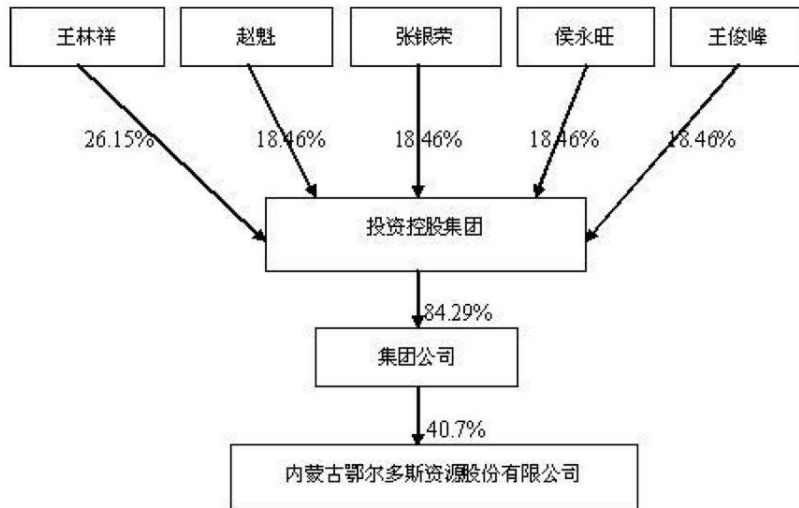 王林祥
赵魁
张银荣
侯永旺
王俊峰
26.15%
18.46%
18.46%
18.46%
18.46%
投资控股集团
84.29%
集团公司
40.7%
内蒙古鄂尔多斯资源股份有限公司